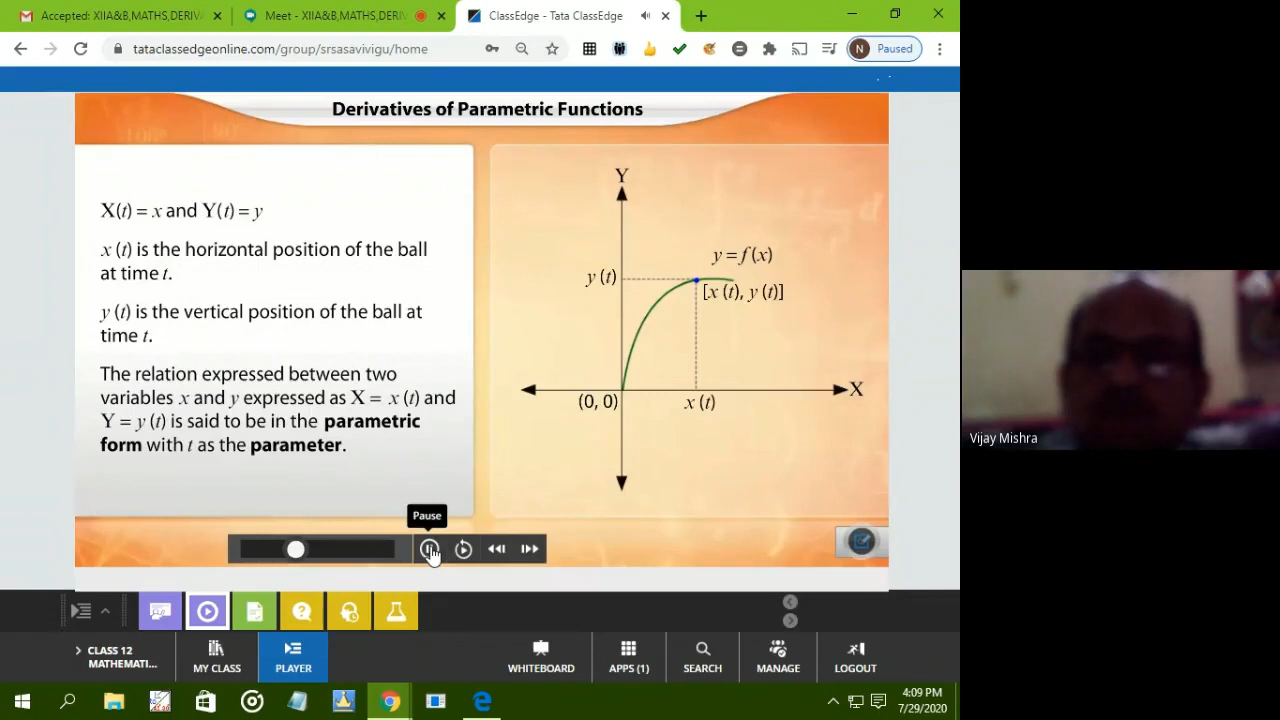 Accepted: XIIA&B,MATHS,DERIV
Meet - XIIA&B,MATHS,DERI
ClassEdge - Tata ClassEdge
tataclassedgeonline.com/group/srsasavivigu/home
N Paused
Derivatives of Parametric Functions
X(t) = x and Y(t) = y
x (t) is the horizontal position of the ball
at time t.
y (t) is the vertical position of the ball at
time t.
The relation expressed between two
variables x and y expressed as X = x (t) and
Y = y (t) is said to be in the parametric
form with t as the parameter.
Y
y = f (x)
y (t)
[x (t), y (t)]
X
(0, 0)
x (t)
Vijay Mishra
Pause
CLASS 12
MATHEMATI...
MY CLASS
PLAYER
WHITEBOARD
APPS (1)
SEARCH
MANAGE
LOGOUT
4:09 PM
7/29/2020